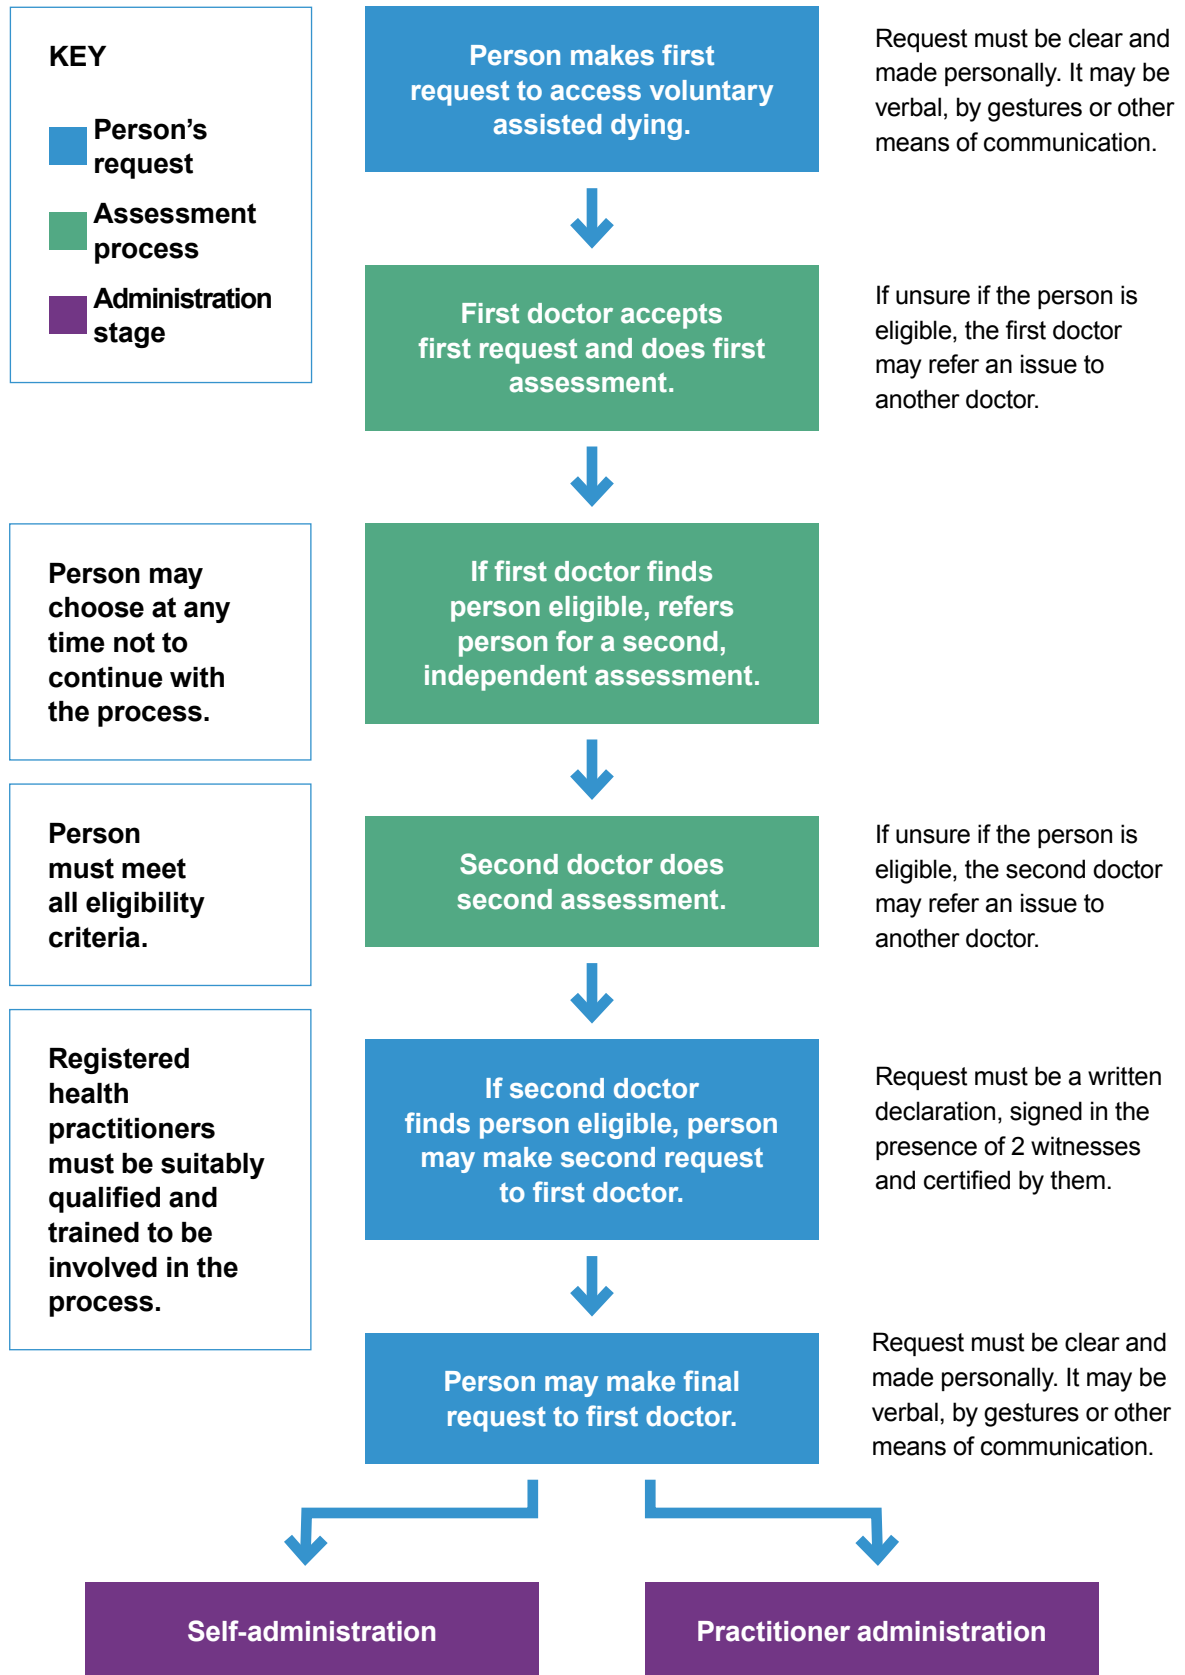 KEY
Person's
request
Assessment
process
Administration
stage
Person makes first
request to access voluntary
assisted dying.
Request must be clear and
made personally. It may be
verbal, by gestures or other
means of communication.
First doctor accepts
first request and does first
assessment.
If unsure if the person is
eligible, the first doctor
may refer an issue to
another doctor.
Person may
choose at any
time not to
continue with
the process.
If first doctor finds
person eligible, refers
person for a second,
independent assessment.
Person
must meet
all eligibility
criteria.
Second doctor does
second assessment.
If unsure if the person is
eligible, the second doctor
may refer an issue to
another doctor.
Registered
health
practitioners
must be suitably
qualified and
trained to be
involved in the
process.
If second doctor
finds person eligible, person
may make second request
to first doctor.
Request must be a written
declaration, signed in the
presence of 2 witnesses
and certified by them.
Person may make final
request to first doctor.
Request must be clear and
made personally. It may be
verbal, by gestures or other
means of communication.
Self-administration
Practitioner administration